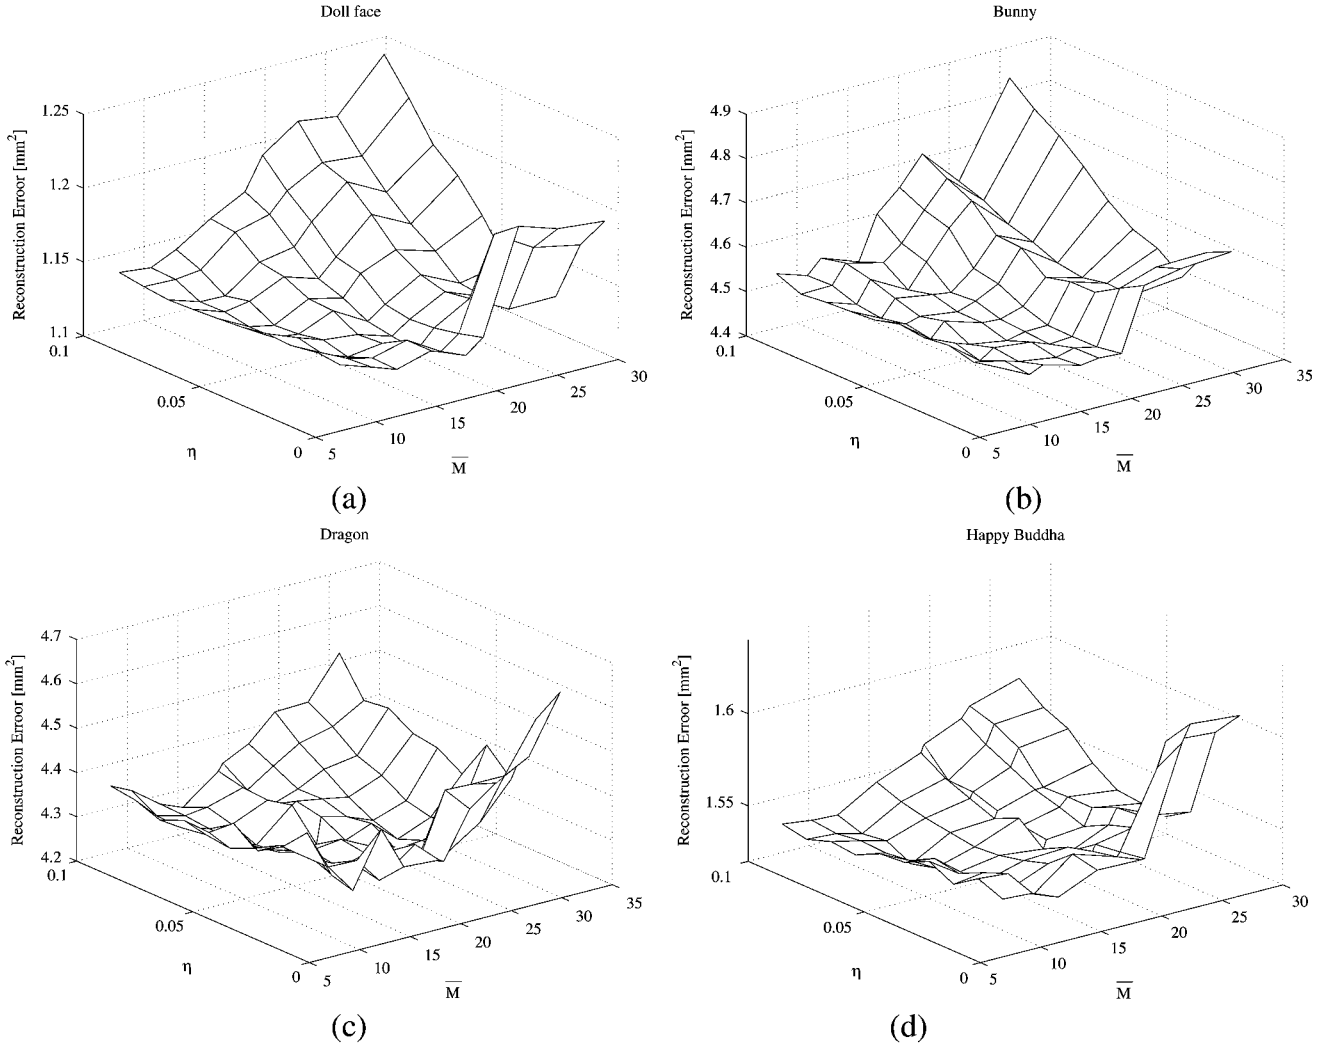 Doll face
Reconstruction Erroor [mm²]
1.25
1.2
1.15
1.1
0.1
0.05
0
η
5
10
15
20
25
30
M̅
(a)
Bunny
Reconstruction Erroor [mm²]
4.9
4.8
4.7
4.6
4.5
4.4
0.1
0.05
0
η
5
10
15
20
25
30
35
M̅
(b)
Dragon
Reconstruction Erroor [mm²]
4.7
4.6
4.5
4.4
4.3
4.2
0.1
0.05
0
η
5
10
15
20
25
30
35
M̅
(c)
Happy Buddha
Reconstruction Erroor [mm²]
1.6
1.55
0.1
0.05
0
η
5
10
15
20
25
30
M̅
(d)